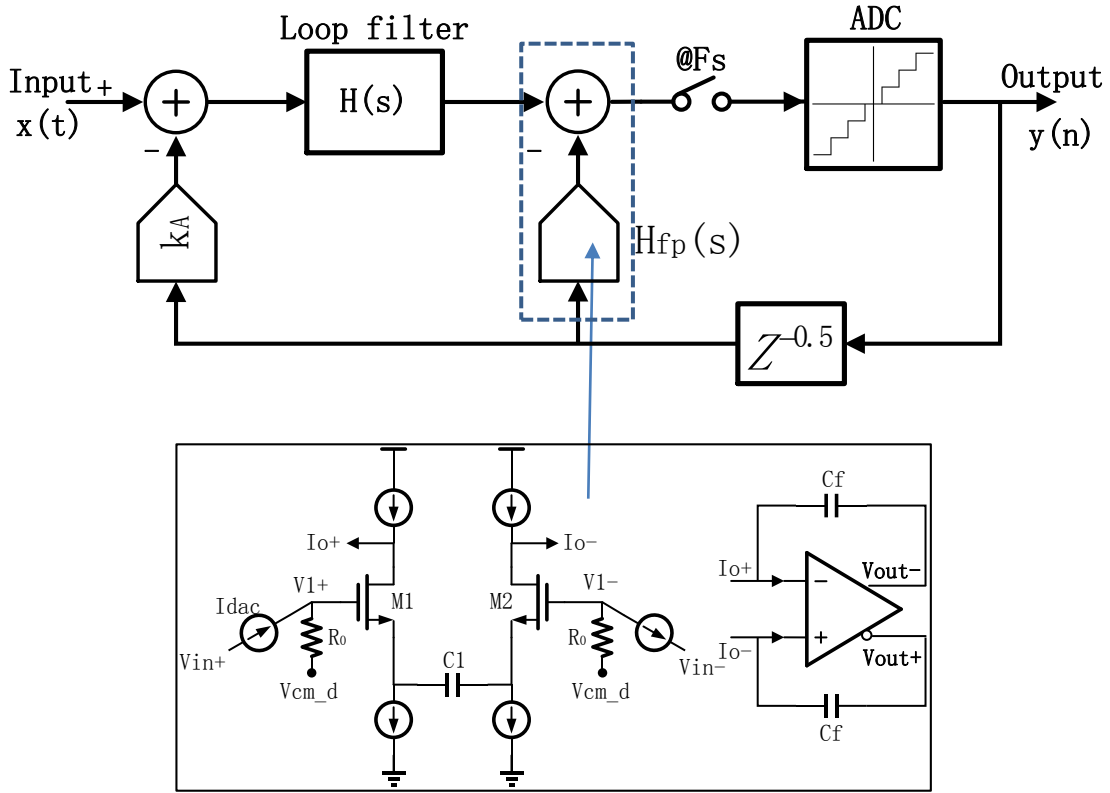 Loop filter
ADC
@Fs
Input +
x(t)
+
H(s)
+
Output
y(n)
-
-
kA
Hfp(s)
Z-0.5
Cf
Io+
Io-
Io+
Vout-
V1+
M1
M2
V1-
Idac
R0
R0
Vin+
Vin-
C1
Vcm_d
Vcm_d
-
+
Io-
Vout+
Cf